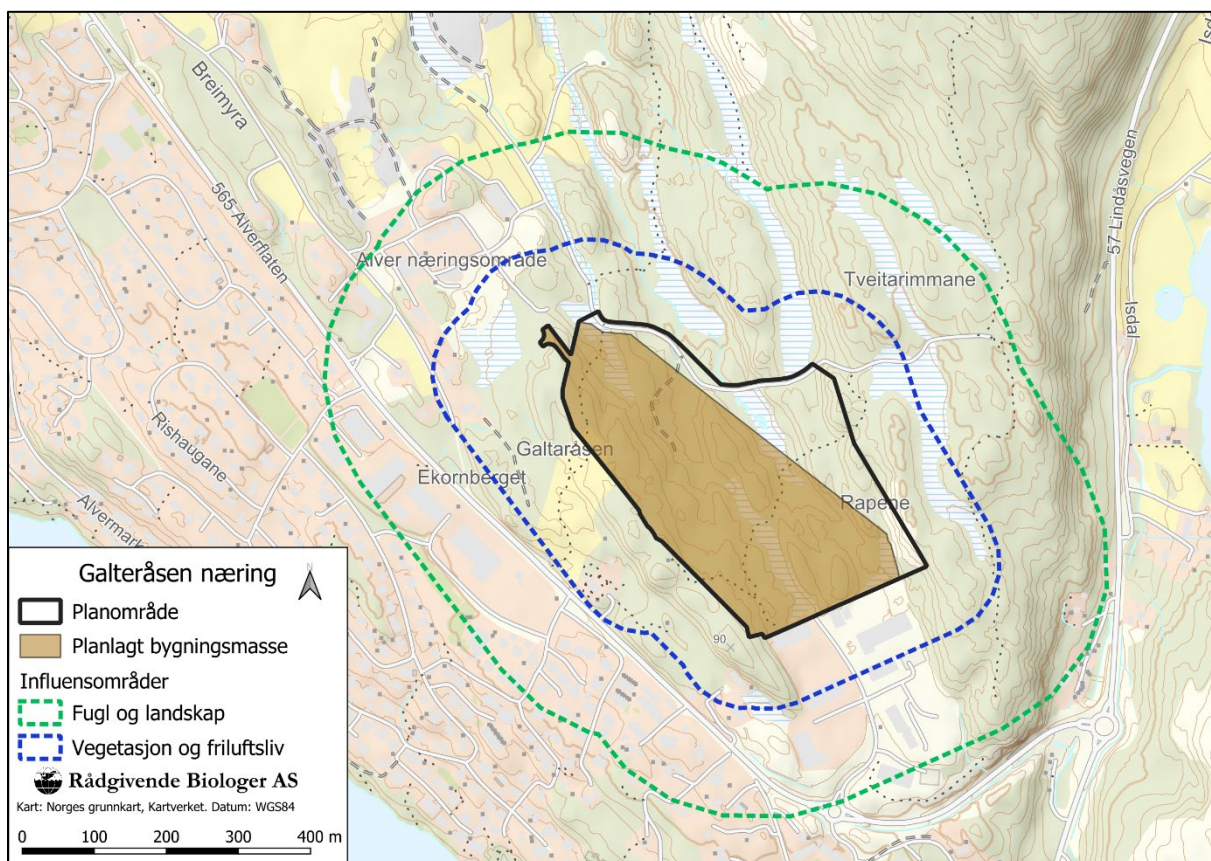 Breimyra
565 Alverflaten
Alver næringsområde
Tveitarimmane
57 Lindåsvegen
Isdal
Isd
Rishaugane
Galtaråsen
Ekornberget
Rapene
Alvermark
90
Galteråsen næring
N
Planområde
Planlagt bygningsmasse
Influensområder
Fugl og landskap
Vegetasjon og friluftsliv
Rådgivende Biologer AS
Kart: Norges grunnkart, Kartverket. Datum: WGS84
0 100 200 300 400 m